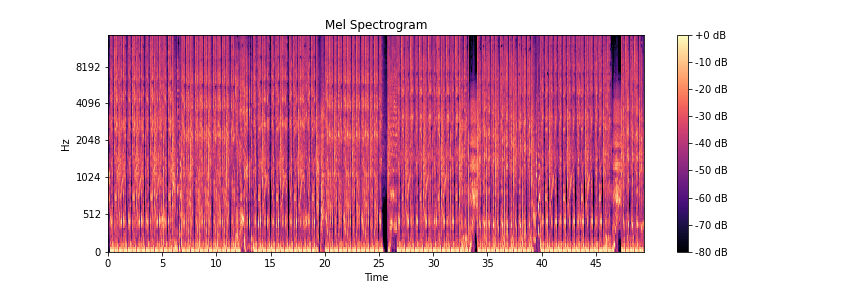 Mel Spectrogram
+0 dB
-10 dB
-20 dB
-30 dB
-40 dB
-50 dB
-60 dB
-70 dB
-80 dB
8192
4096
2048
1024
512
0
Hz
0 5 10 15 20 25 30 35 40 45
Time